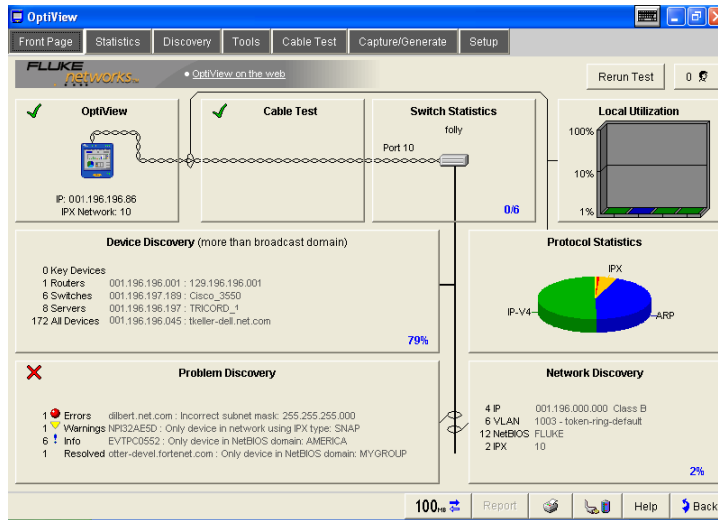 OptiView
Front Page Statistics Discovery Tools Cable Test Capture/Generate Setup
FLUKE networks.
• OptiView on the web
Rerun Test 0
OptiView
IP: 001.196.196.86
IPX Network: 10
Cable Test
Switch Statistics
folly
Port 10
0/6
Local Utilization
100%
10%
1%
Device Discovery (more than broadcast domain)
0 Key Devices
1 Routers 001.196.196.001 : 129.196.196.001
6 Switches 001.196.197.189 : Cisco_3550
8 Servers 001.196.196.197 : TRICORD_1
172 All Devices 001.196.196.045 : tkeller-dell.net.com
79%
Protocol Statistics
IPX
IP-V4
ARP
Problem Discovery
1 Errors dilbert.net.com : Incorrect subnet mask: 255.255.255.000
1 Warnings NPI32AE5D : Only device in network using IPX type: SNAP
6 ! Info EVTPC0552 : Only device in NetBIOS domain: AMERICA
1 Resolved otter-devel.fortenet.com : Only device in NetBIOS domain: MYGROUP
Network Discovery
4 IP 001.196.000.000 Class B
6 VLAN 1003 - token-ring-default
12 NetBIOS FLUKE
2 IPX 10
2%
100MB Report Help Back